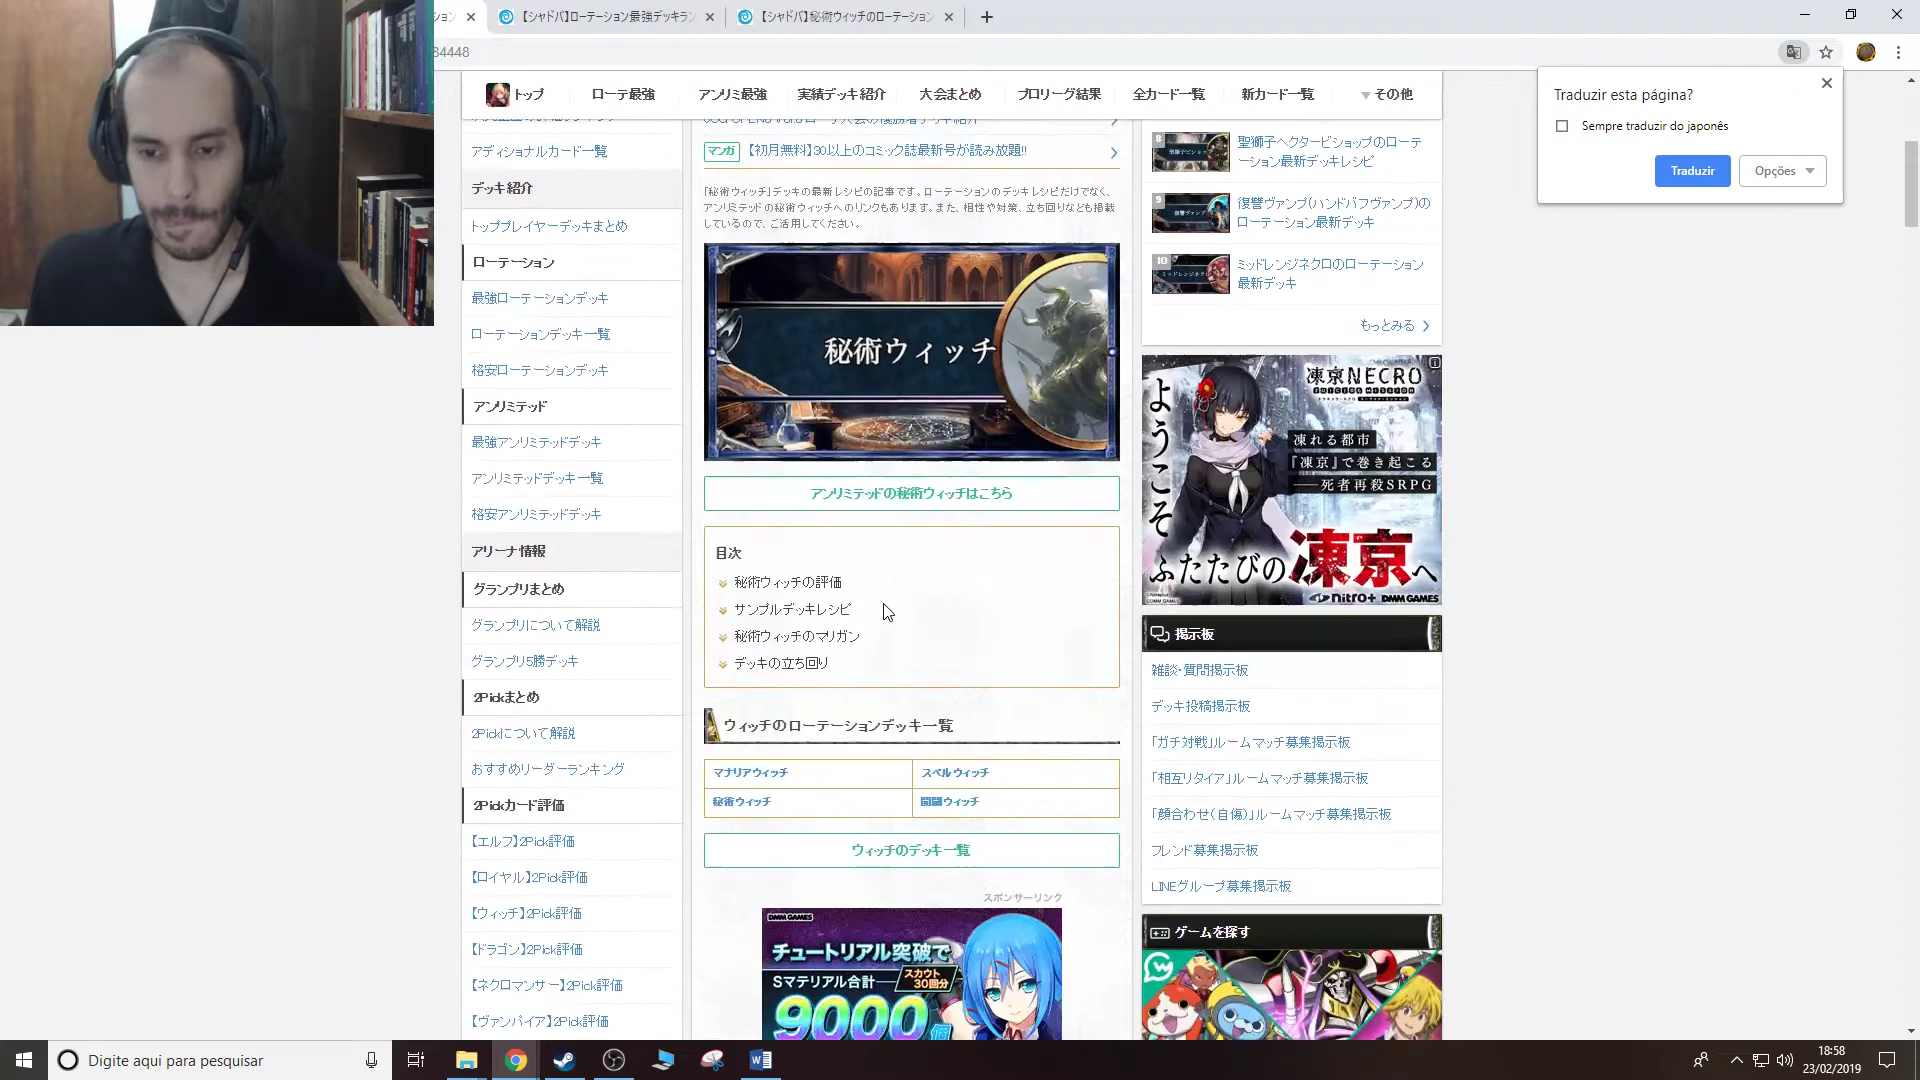 ション
【シャドバ】ローテーション最強デッキラン
【シャドバ】秘術ウィッチのローテーション
34448
トップ
ローテ最強
アンリミ最強
実績デッキ紹介
大会まとめ
プロリーグ結果
全カード一覧
新カード一覧
その他
Traduzir esta página?
Sempre traduzir do japonês
Traduzir
Opções
アディショナルカード一覧
デッキ紹介
トッププレイヤーデッキまとめ
ローテーション
最強ローテーションデッキ
ローテーションデッキ一覧
格安ローテーションデッキ
アンリミテッド
最強アンリミテッドデッキ
アンリミテッドデッキ一覧
格安アンリミテッドデッキ
アリーナ情報
グランプリまとめ
グランプリについて解説
グランプリ5勝デッキ
2Pickまとめ
2Pickについて解説
おすすめリーダーランキング
2Pickカード評価
【エルフ】2Pick評価
【ロイヤル】2Pick評価
【ウィッチ】2Pick評価
【ドラゴン】2Pick評価
【ネクロマンサー】2Pick評価
【ヴァンパイア】2Pick評価
マンガ 【初月無料】30以上のコミック誌最新号が読み放題!!
「秘術ウィッチ」デッキの最新レシピの記事です。ローテーションのデッキレシピだけでなく、
アンリミテッドの秘術ウィッチへのリンクもあります。また、相性や対策、立ち回りなども掲載
しているので、ご活用してください。
秘術ウィッチ
アンリミテッドの秘術ウィッチはこちら
目次
秘術ウィッチの評価
サンプルデッキレシピ
秘術ウィッチのマリガン
デッキの立ち回り
ウィッチのローテーションデッキ一覧
マナリアウィッチ
スペルウィッチ
秘術ウィッチ
開闢ウィッチ
ウィッチのデッキ一覧
スポンサーリンク
DMM GAMES
チュートリアル突破で
Sマテリアル合計
スカウト
30回分
9000個
8
聖獅子ヘクタービショップのローテ
ーション最新デッキレシピ
9
復讐ヴァンプ(ハンドバフヴァンプ)の
ローテーション最新デッキ
10
ミッドレンジネクロのローテーション
最新デッキ
もっとみる
凍京NECRO
ようこそ
凍れる都市
『凍京』で巻き起こる
――死者再殺SRPG
ふたたびの凍京へ
nitro+ DMM GAMES
掲示板
雑談・質問掲示板
デッキ投稿掲示板
「ガチ対戦」ルームマッチ募集掲示板
「相互リタイア」ルームマッチ募集掲示板
「顔合わせ(自傷)」ルームマッチ募集掲示板
フレンド募集掲示板
LINEグループ募集掲示板
ゲームを探す
Digite aqui para pesquisar
18:58
23/02/2019